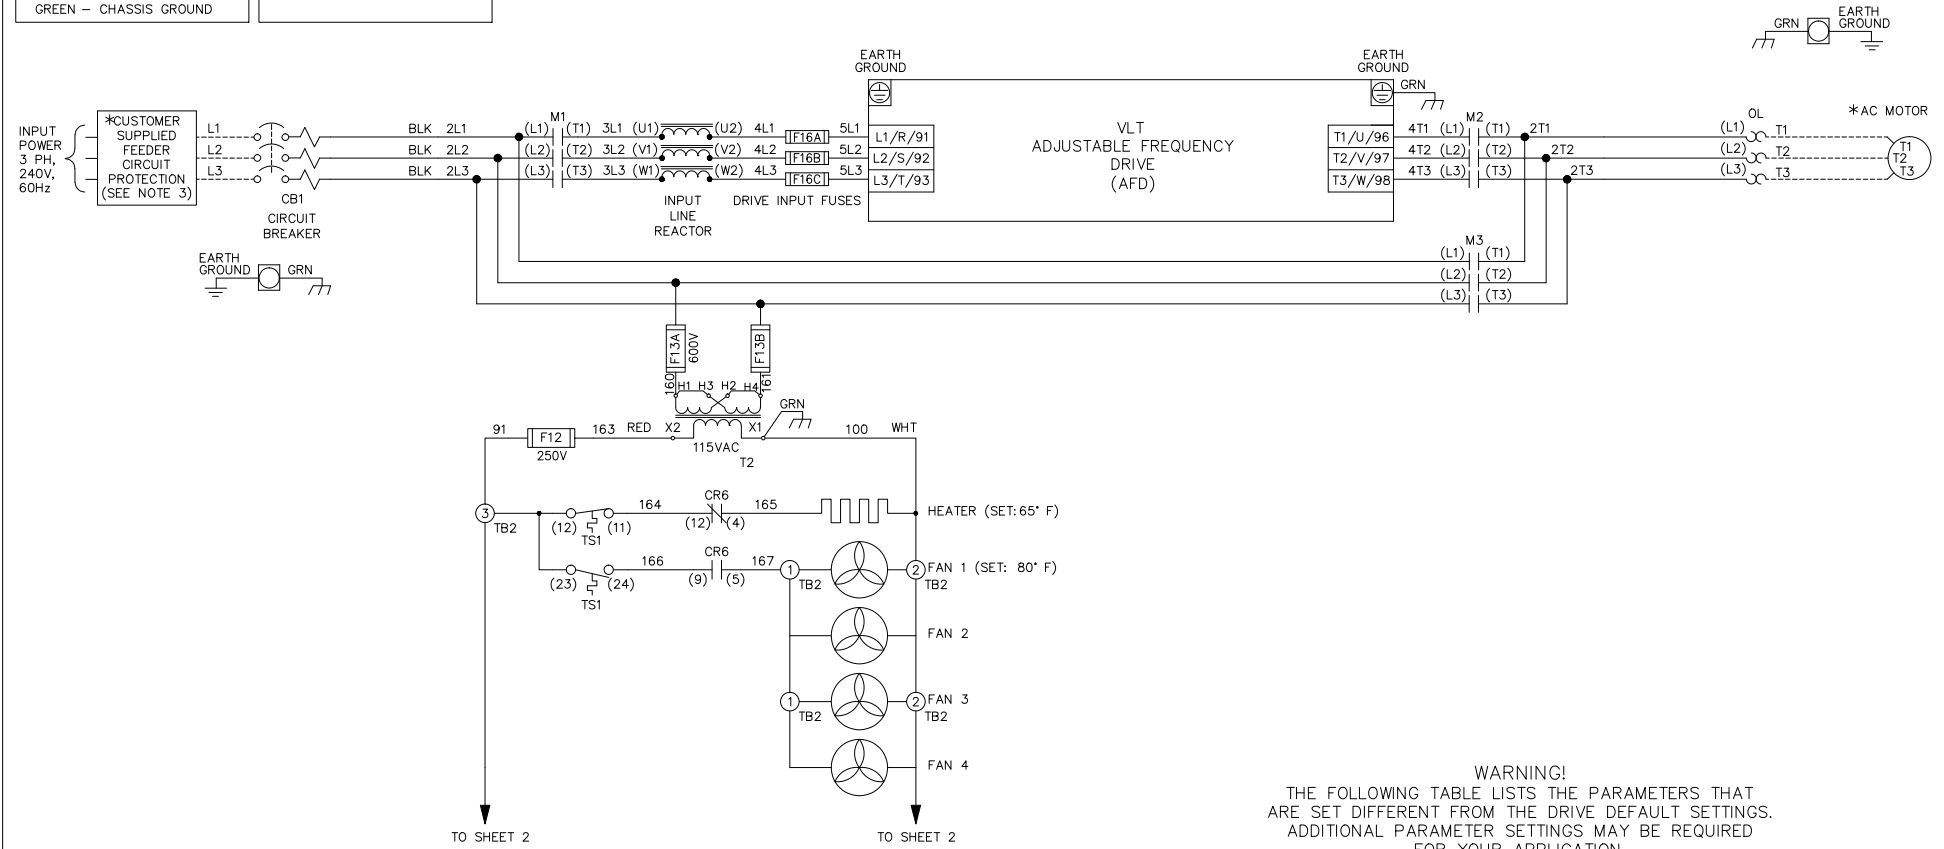 GREEN - CHASSIS GROUND
GRN
EARTH
GROUND
EARTH
GROUND
EARTH
GROUND
GRN
INPUT
POWER
3 PH,
240V,
60Hz
*CUSTOMER
SUPPLIED
FEEDER
CIRCUIT
PROTECTION
(SEE NOTE 3)
L1
L2
L3
CB1
CIRCUIT
BREAKER
BLK 2L1
BLK 2L2
BLK 2L3
M1
(L1) (T1) 3L1 (U1) (U2) 4L1 F16A 5L1
(L2) (T2) 3L2 (V1) (V2) 4L2 F16B 5L2
(L3) (T3) 3L3 (W1) (W2) 4L3 F16C 5L3
INPUT
LINE
REACTOR
DRIVE INPUT FUSES
L1/R/91
L2/S/92
L3/T/93
VLT
ADJUSTABLE FREQUENCY
DRIVE
(AFD)
T1/U/96
T2/V/97
T3/W/98
M2
4T1 (L1) (T1) 2T1
4T2 (L2) (T2) 2T2
4T3 (L3) (T3) 2T3
OL
(L1) T1
(L2) T2
(L3) T3
*AC MOTOR
T1
T2
T3
M3
(L1) (T1)
(L2) (T2)
(L3) (T3)
EARTH
GROUND
GRN
F13A
600V
F13B
160
161
H1 H3 H2 H4
GRN
91 F12 163 RED X2 X1 100 WHT
250V
115VAC
T2
3
TB2
(12) (11)
TS1
164
CR6
(12) (4)
165
HEATER (SET:65° F)
(23) (24)
TS1
166
CR6
(9) (5)
167
1
TB2
2
TB2
FAN 1 (SET: 80° F)
FAN 2
1
TB2
2
TB2
FAN 3
FAN 4
TO SHEET 2
TO SHEET 2
WARNING!
THE FOLLOWING TABLE LISTS THE PARAMETERS THAT
ARE SET DIFFERENT FROM THE DRIVE DEFAULT SETTINGS.
ADDITIONAL PARAMETER SETTINGS MAY BE REQUIRED
FOR YOUR APPLICATION